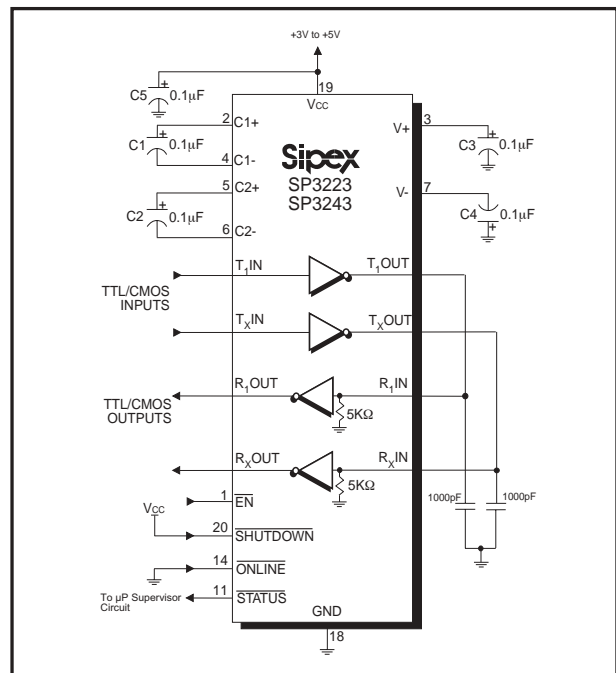 +3V to +5V
19
VCC
C5
+
0.1µF
2
C1+
C1
+
0.1µF
4
C1-
5
C2+
C2
+
0.1µF
6
C2-
Sipex
SP3223
SP3243
3
V+
C3
+
0.1µF
7
V-
C4
+
0.1µF
TTL/CMOS
INPUTS
T1IN
T1OUT
TXIN
TXOUT
TTL/CMOS
OUTPUTS
R1OUT
R1IN
5KΩ
RXOUT
RXIN
5KΩ
1000pF
1000pF
1
EN
VCC
20
SHUTDOWN
14
ONLINE
To µP Supervisor
Circuit
11
STATUS
GND
18